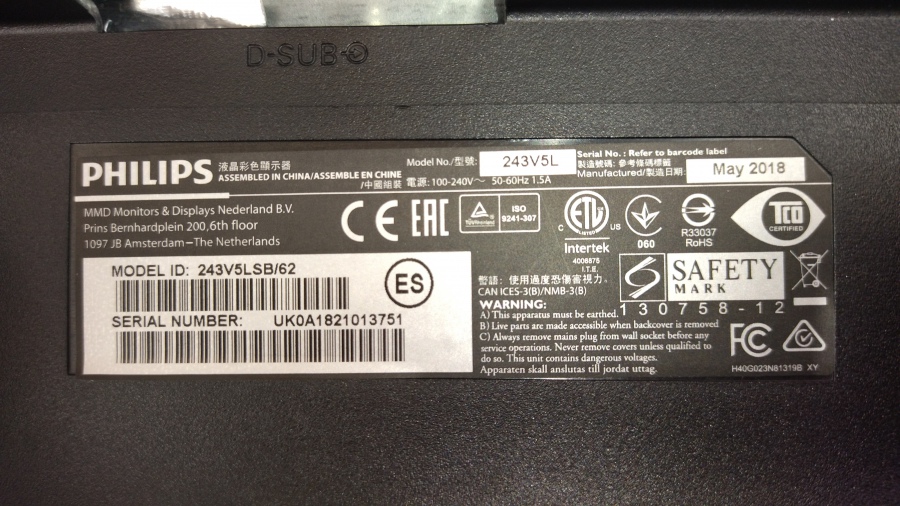 D-SUB
PHILIPS 液晶彩色顯示器
ASSEMBLED IN CHINA/ASSEMBLE EN CHINE
/中國組裝
Model No./型號: 243V5L
電源: 100-240V～ 50-60Hz 1.5A
Serial No. : Refer to barcode label
製造號碼: 參考條碼標籤
Manufactured/製造日期: May 2018
MMD Monitors & Displays Nederland B.V.
Prins Bernhardplein 200,6th floor
1097 JB Amsterdam—The Netherlands
CE EAC
TÜVRheinland
ISO
9241-307
C ETL US
LISTED
Intertek
4008875
I.T.E.
060
R33037
RoHS
TCO
CERTIFIED
MODEL ID: 243V5LSB/62
ES
SERIAL NUMBER: UK0A1821013751
警語: 使用過度恐傷害視力.
CAN ICES-3(B)/NMB-3(B)
S SAFETY
MARK
130758-12
WARNING:
A) This apparatus must be earthed.
B) Live parts are made accessible when backcover is removed
C) Always remove mains plug from wall socket before any
service operations. Never remove covers unless qualified to
do so. This unit contains dangerous voltages.
Apparaten skall anslutas till jordat uttag.
FC
H40G023N81319B XY